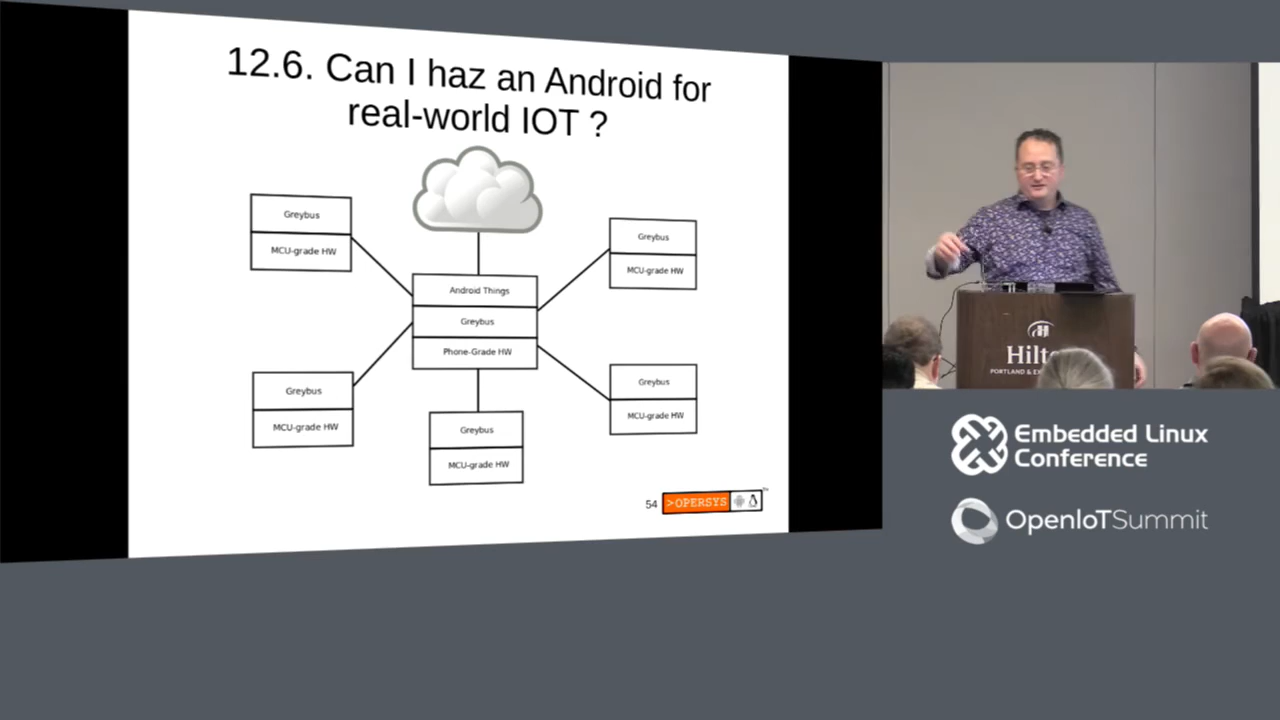 12.6. Can I haz an Android for
real-world IOT ?
Greybus
MCU-grade HW
Greybus
MCU-grade HW
Android Things
Greybus
Phone-Grade HW
Greybus
MCU-grade HW
Greybus
MCU-grade HW
Greybus
MCU-grade HW
54
>OPERSYS
Hilt
PORTLAND & EX
Embedded Linux
Conference
OpenIoTSummit